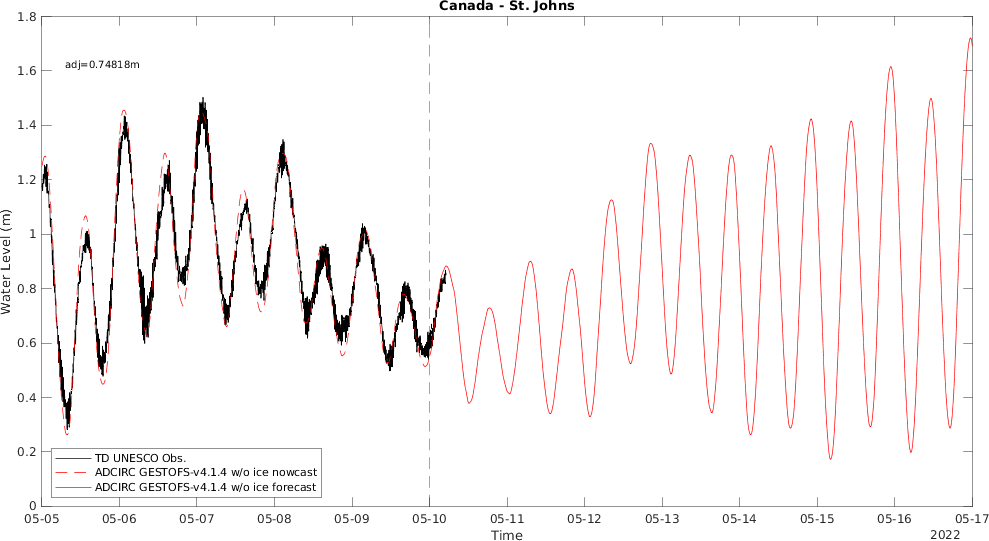 Canada - St. Johns
1.8
1.6
1.4
1.2
1
0.8
0.6
0.4
0.2
0
Water Level (m)
adj=0.74818m
TD UNESCO Obs.
ADCIRC GESTOFS-v4.1.4 w/o ice nowcast
ADCIRC GESTOFS-v4.1.4 w/o ice forecast
05-05 05-06 05-07 05-08 05-09 05-10 05-11 05-12 05-13 05-14 05-15 05-16 05-17
Time
2022